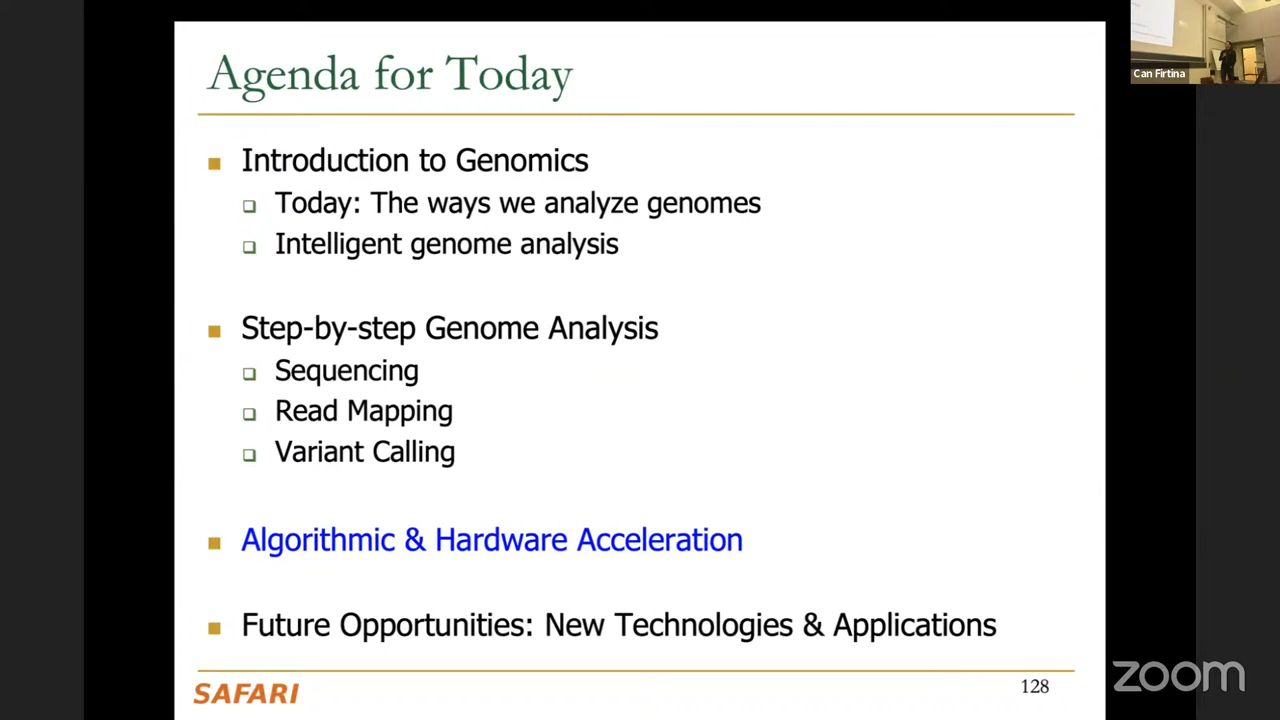 Agenda for Today
Introduction to Genomics
Today: The ways we analyze genomes
Intelligent genome analysis
Step-by-step Genome Analysis
Sequencing
Read Mapping
Variant Calling
Algorithmic & Hardware Acceleration
Future Opportunities: New Technologies & Applications
SAFARI
128
Can Firtina
zoom